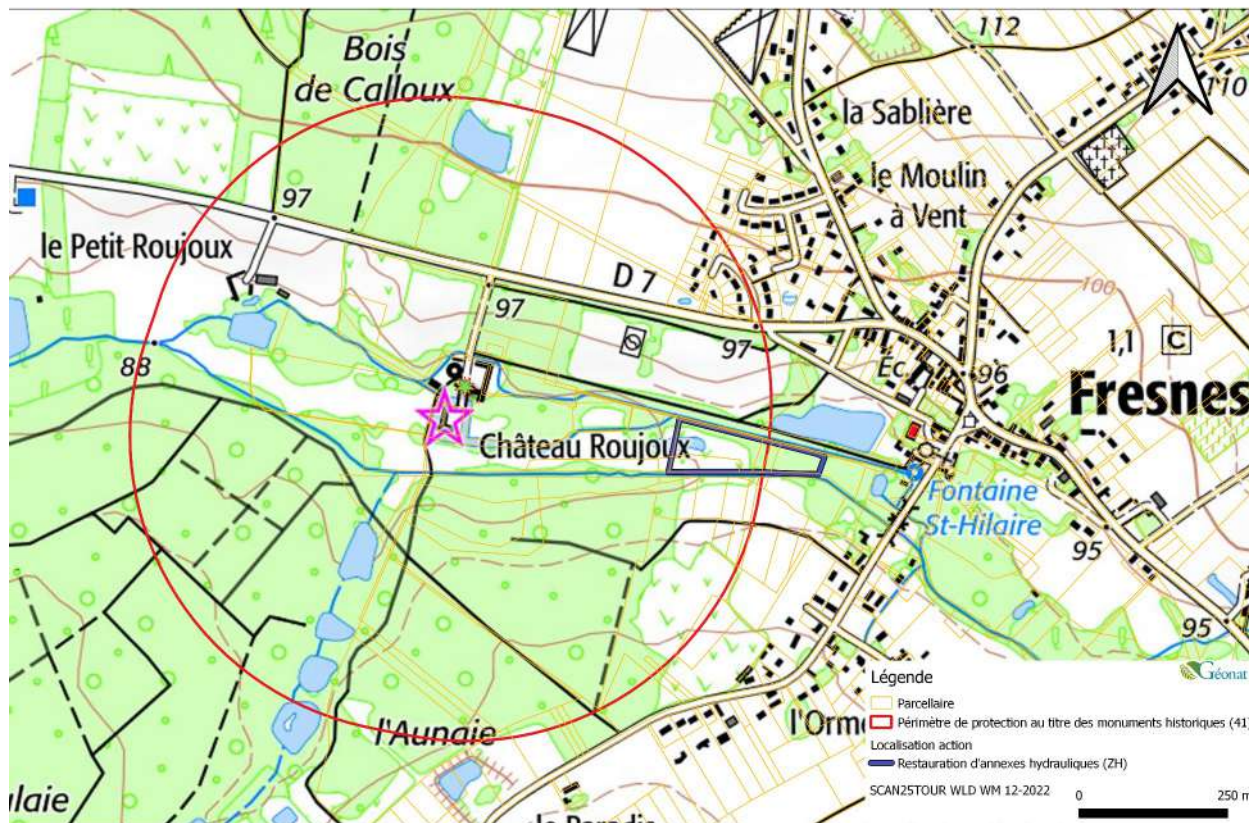 112
Bois
de Calloux
110
la Sablière
le Moulin
à Vent
97
le Petit Roujoux
D 7
100
97
1,1 C
97
Éc.
96
88
Fresnes
Château Roujoux
Fontaine
St-Hilaire
95
95
l'Aunaie
l'Orme
Légende
Géonat
Parcellaire
Périmètre de protection au titre des monuments historiques (41)
Localisation action
Restauration d'annexes hydrauliques (ZH)
SCAN25TOUR WLD WM 12-2022
0 250 m
ulaie